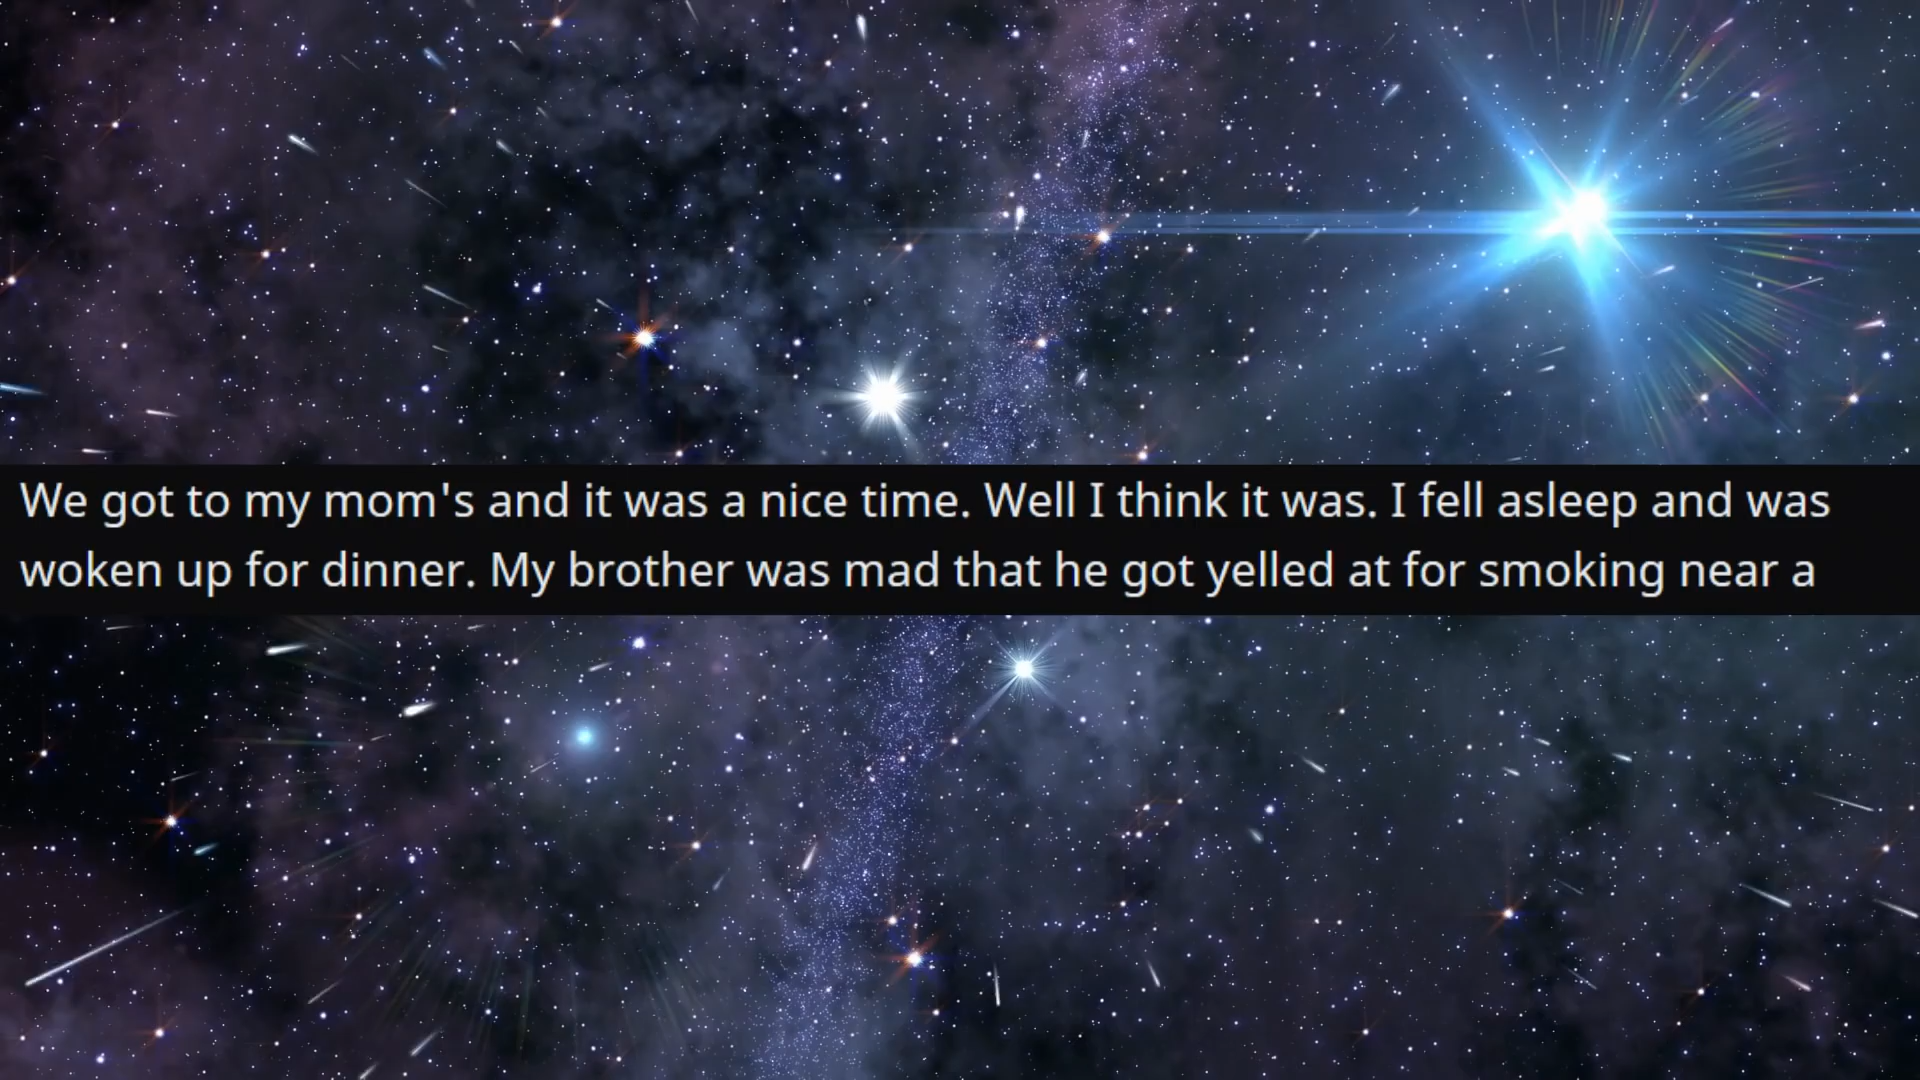 We got to my mom's and it was a nice time. Well I think it was. I fell asleep and was
woken up for dinner. My brother was mad that he got yelled at for smoking near a